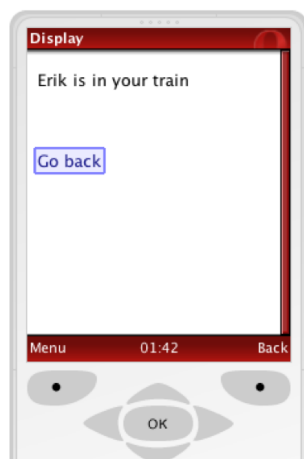 Display
Erik is in your train
Go back
Menu 01:42 Back
OK